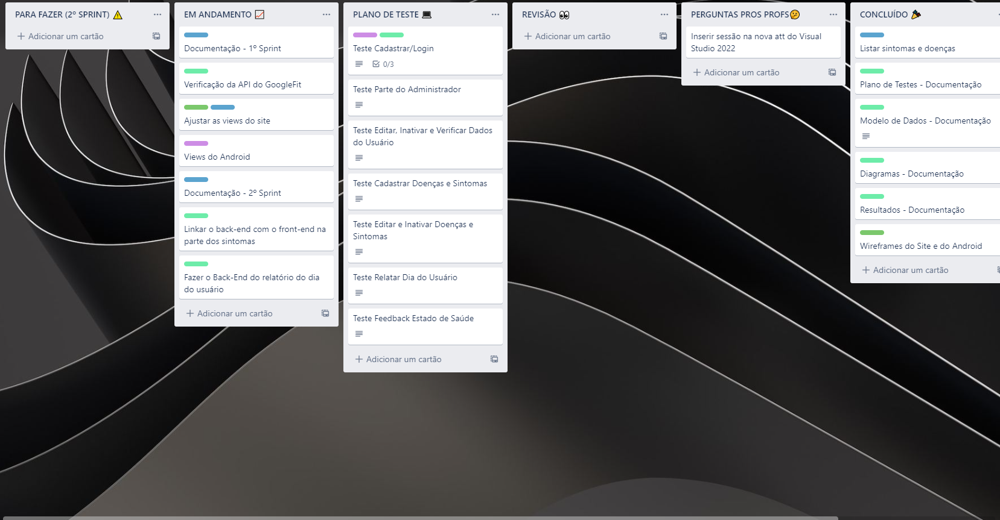 PARA FAZER (2º SPRINT) ⚠
Adicionar um cartão
EM ANDAMENTO 📈
Documentação - 1º Sprint
Verificação da API do GoogleFit
Ajustar as views do site
Views do Android
Documentação - 2º Sprint
Linkar o back-end com o front-end na
parte dos sintomas
Fazer o Back-End do relatório do dia
do usuário
Adicionar um cartão
PLANO DE TESTE 💻
Teste Cadastrar/Login
0/3
Teste Parte do Administrador
Teste Editar, Inativar e Verificar Dados
do Usuário
Teste Cadastrar Doenças e Sintomas
Teste Editar e Inativar Doenças e
Sintomas
Teste Relatar Dia do Usuário
Teste Feedback Estado de Saúde
Adicionar um cartão
REVISÃO 👀
Adicionar um cartão
PERGUNTAS PROS PROFS🤔
Inserir sessão na nova att do Visual
Studio 2022
Adicionar um cartão
CONCLUÍDO 🎉
Listar sintomas e doenças
Plano de Testes - Documentação
Modelo de Dados - Documentação
Diagramas - Documentação
Resultados - Documentação
Wireframes do Site e do Android
Adicionar um cartão